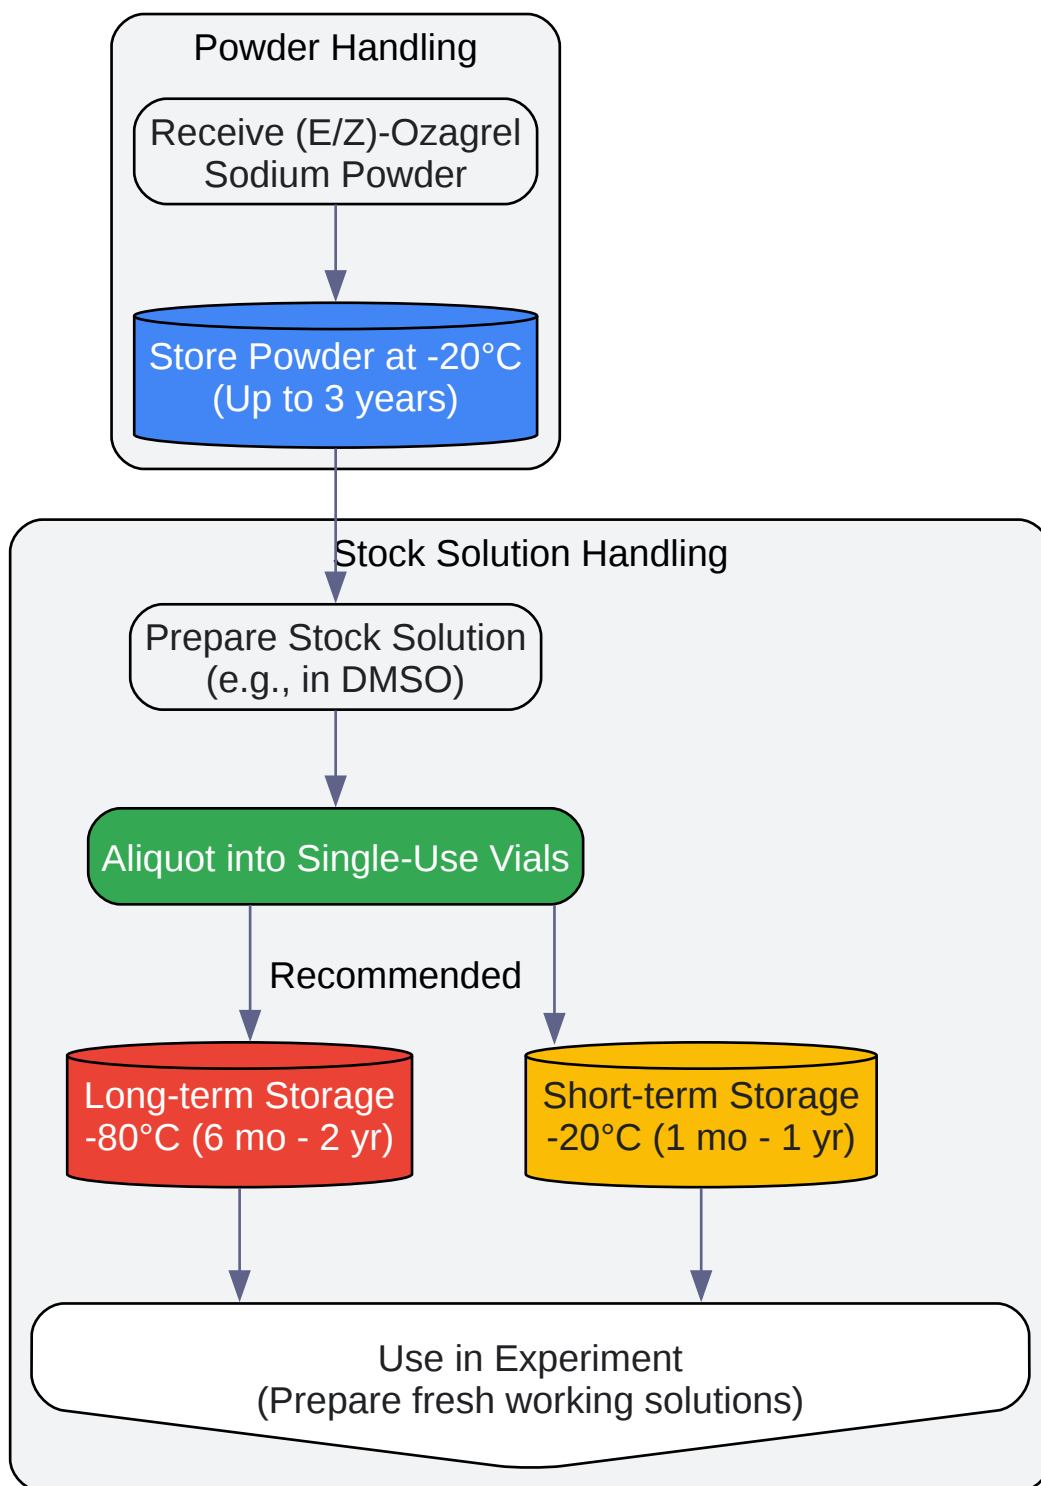 Powder Handling
Receive (E/Z)-Ozagrel
Sodium Powder
Store Powder at -20°C
(Up to 3 years)
Stock Solution Handling
Prepare Stock Solution
(e.g., in DMSO)
Aliquot into Single-Use Vials
Recommended
Long-term Storage
-80°C (6 mo - 2 yr)
Short-term Storage
-20°C (1 mo - 1 yr)
Use in Experiment
(Prepare fresh working solutions)